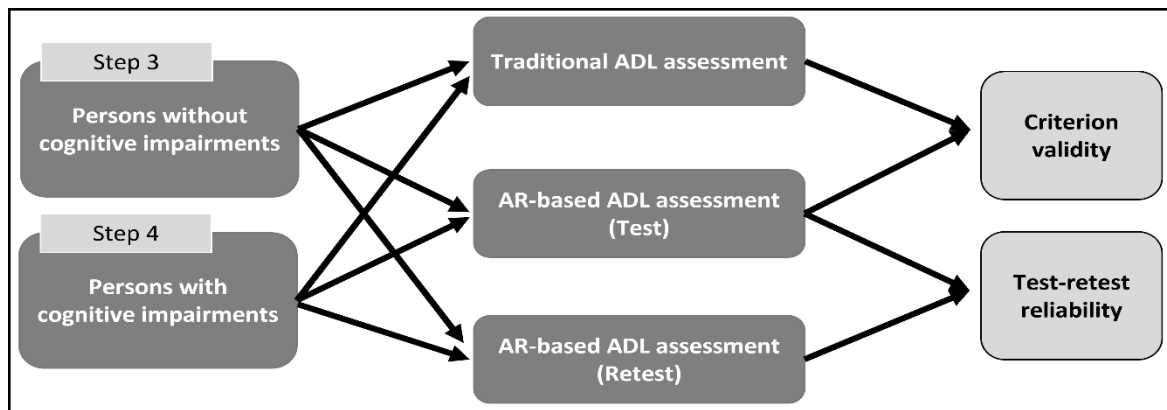 Step 3
Persons without
cognitive impairments
Step 4
Persons with
cognitive impairments
Traditional ADL assessment
AR-based ADL assessment
(Test)
AR-based ADL assessment
(Retest)
Criterion
validity
Test-retest
reliability